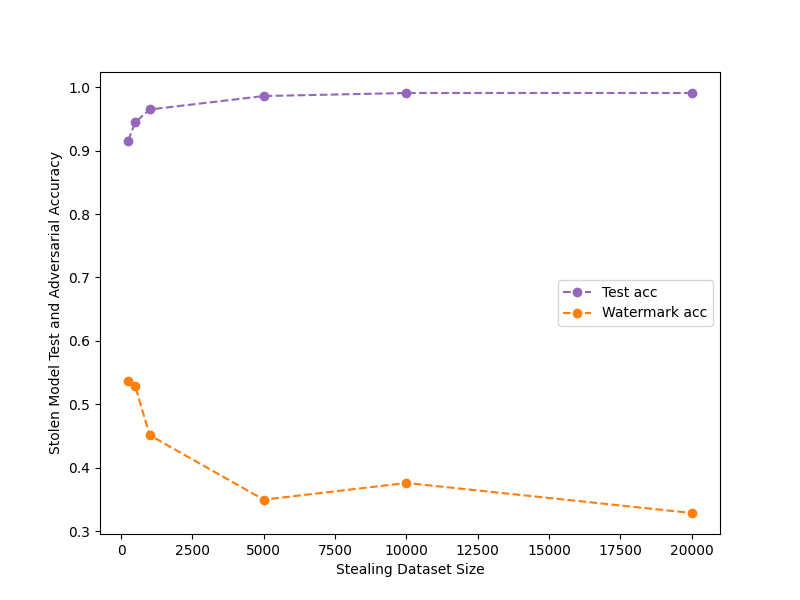 1.0
0.9
0.8
0.7
0.6
0.5
0.4
0.3
Stolen Model Test and Adversarial Accuracy
Test acc
Watermark acc
0 2500 5000 7500 10000 12500 15000 17500 20000
Stealing Dataset Size